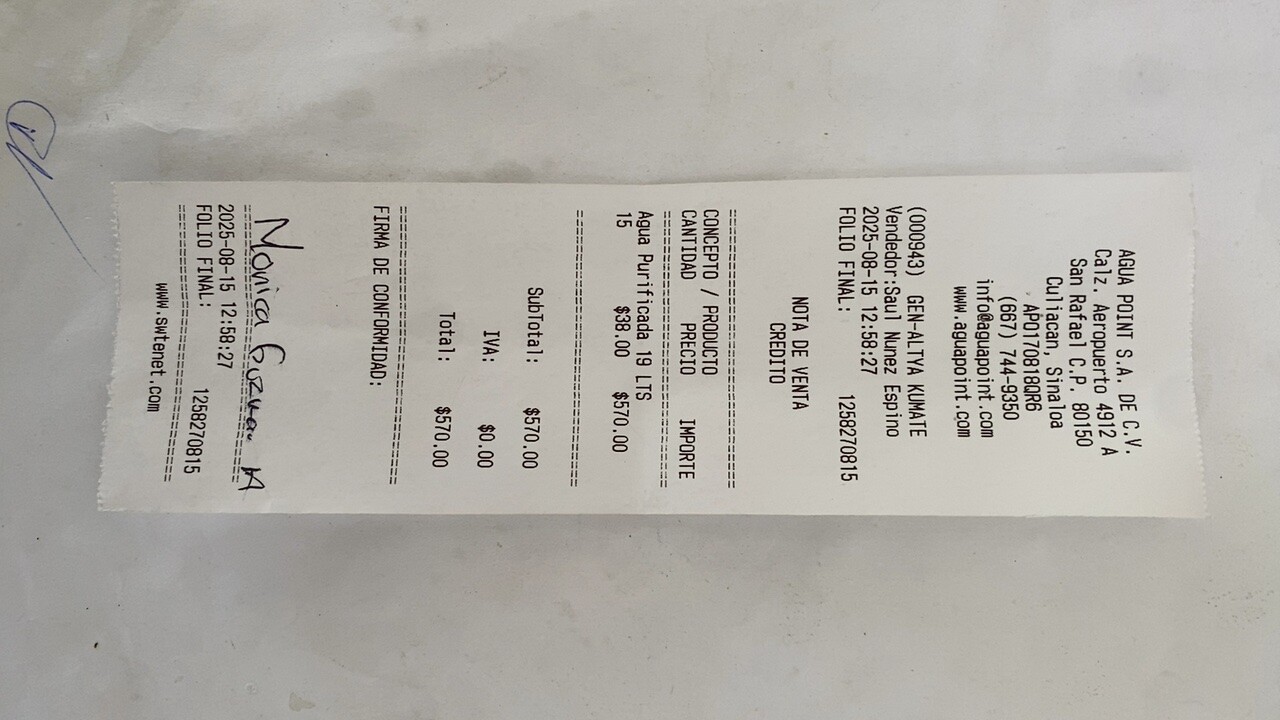 AGUA POINT S.A. DE C.V.
Calz. Aeropuerto 4912 A
San Rafael C.P. 80150
Culiacan, Sinaloa
APO170818QR6
(667) 744-9350
info@aguapoint.com
www.aguapoint.com
(000943) GEN-ALTYA KUMATE
Vendedor:Saul Nunez Espino
2025-08-15 12:58:27
FOLIO FINAL: 1258270815
NOTA DE VENTA
CREDITO
CONCEPTO / PRODUCTO
CANTIDAD PRECIO IMPORTE
Agua Purificada 19 LTS
15 $38.00 $570.00
SubTotal: $570.00
IVA: $0.00
Total: $570.00
FIRMA DE CONFORMIDAD:
Monica
2025-08-15 12:58:27
FOLIO FINAL: 1258270815
www.swtenet.com